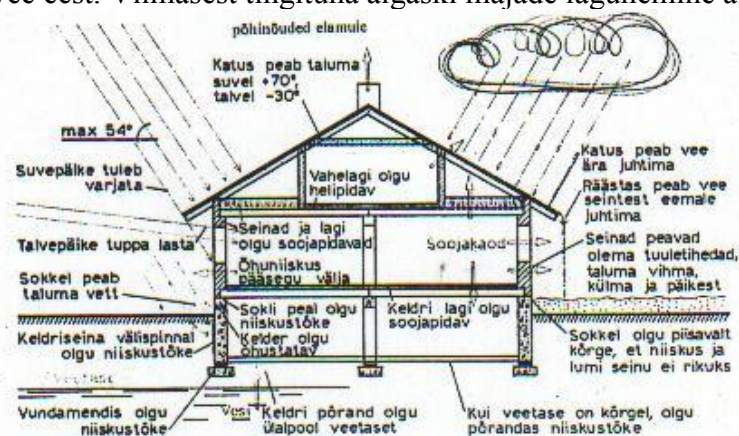 põhinõuded elamule
Katus peab taluma
suvel +70°
talvel -30°
max 54°
Suvepäike tuleb
varjata
Vahelagi olgu
helipidav
Katus peab vee
ära juhtima
Räästas peab vee
seintest eemale
juhtima
Talvepäike tuppa lasta
Seinad ja lagi
olgu soojapidavad
Soojakaod
Seinad peavad
olema tuuletihedad,
taluma vihma,
külma ja päikest
Õhuniiskus
pääsegu välja
Sokkel peab
taluma vett
Sokli peal olgu
niiskustõke
Keldri lagi olgu
soojapidav
Keldriseina välispinnal
olgu niiskustõke
Kelder olgu
õhustatav
Sokkel olgu piisavalt
kõrge, et niiskus ja
lumi seinu ei rikuks
Veetase
Vesi
Vundamendis olgu
niiskustõke
Keldri põrand olgu
ülalpool veetaset
Kui veetase on kõrgel, olgu
põrandas niiskustõke